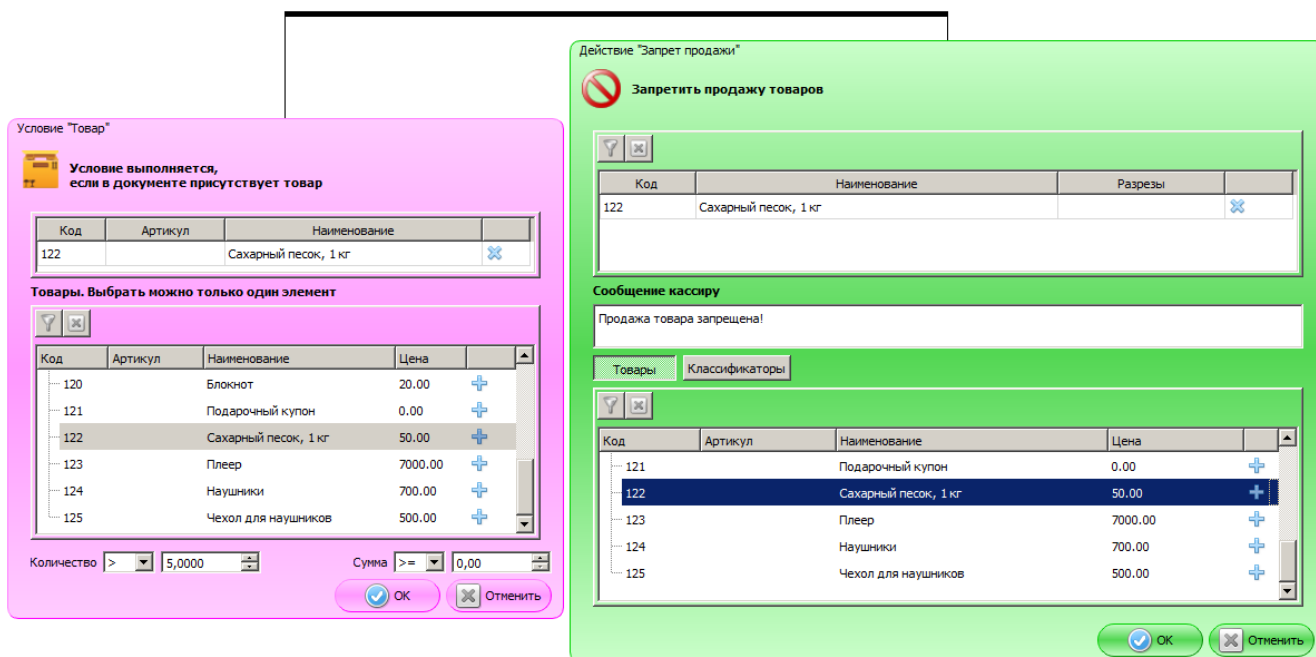 Условие "Товар"
Условие выполняется,
если в документе присутствует товар
Код Артикул Наименование
122 Сахарный песок, 1 кг
Товары. Выбрать можно только один элемент
Код Артикул Наименование Цена
120 Блокнот 20.00
121 Подарочный купон 0.00
122 Сахарный песок, 1 кг 50.00
123 Плеер 7000.00
124 Наушники 700.00
125 Чехол для наушников 500.00
Количество > 5,0000 Сумма >= 0,00
ОК Отменить
Действие "Запрет продажи"
Запретить продажу товаров
Код Наименование Разрезы
122 Сахарный песок, 1 кг
Сообщение кассиру
Продажа товара запрещена!
Товары Классификаторы
Код Артикул Наименование Цена
121 Подарочный купон 0.00
122 Сахарный песок, 1 кг 50.00
123 Плеер 7000.00
124 Наушники 700.00
125 Чехол для наушников 500.00
ОК Отменить